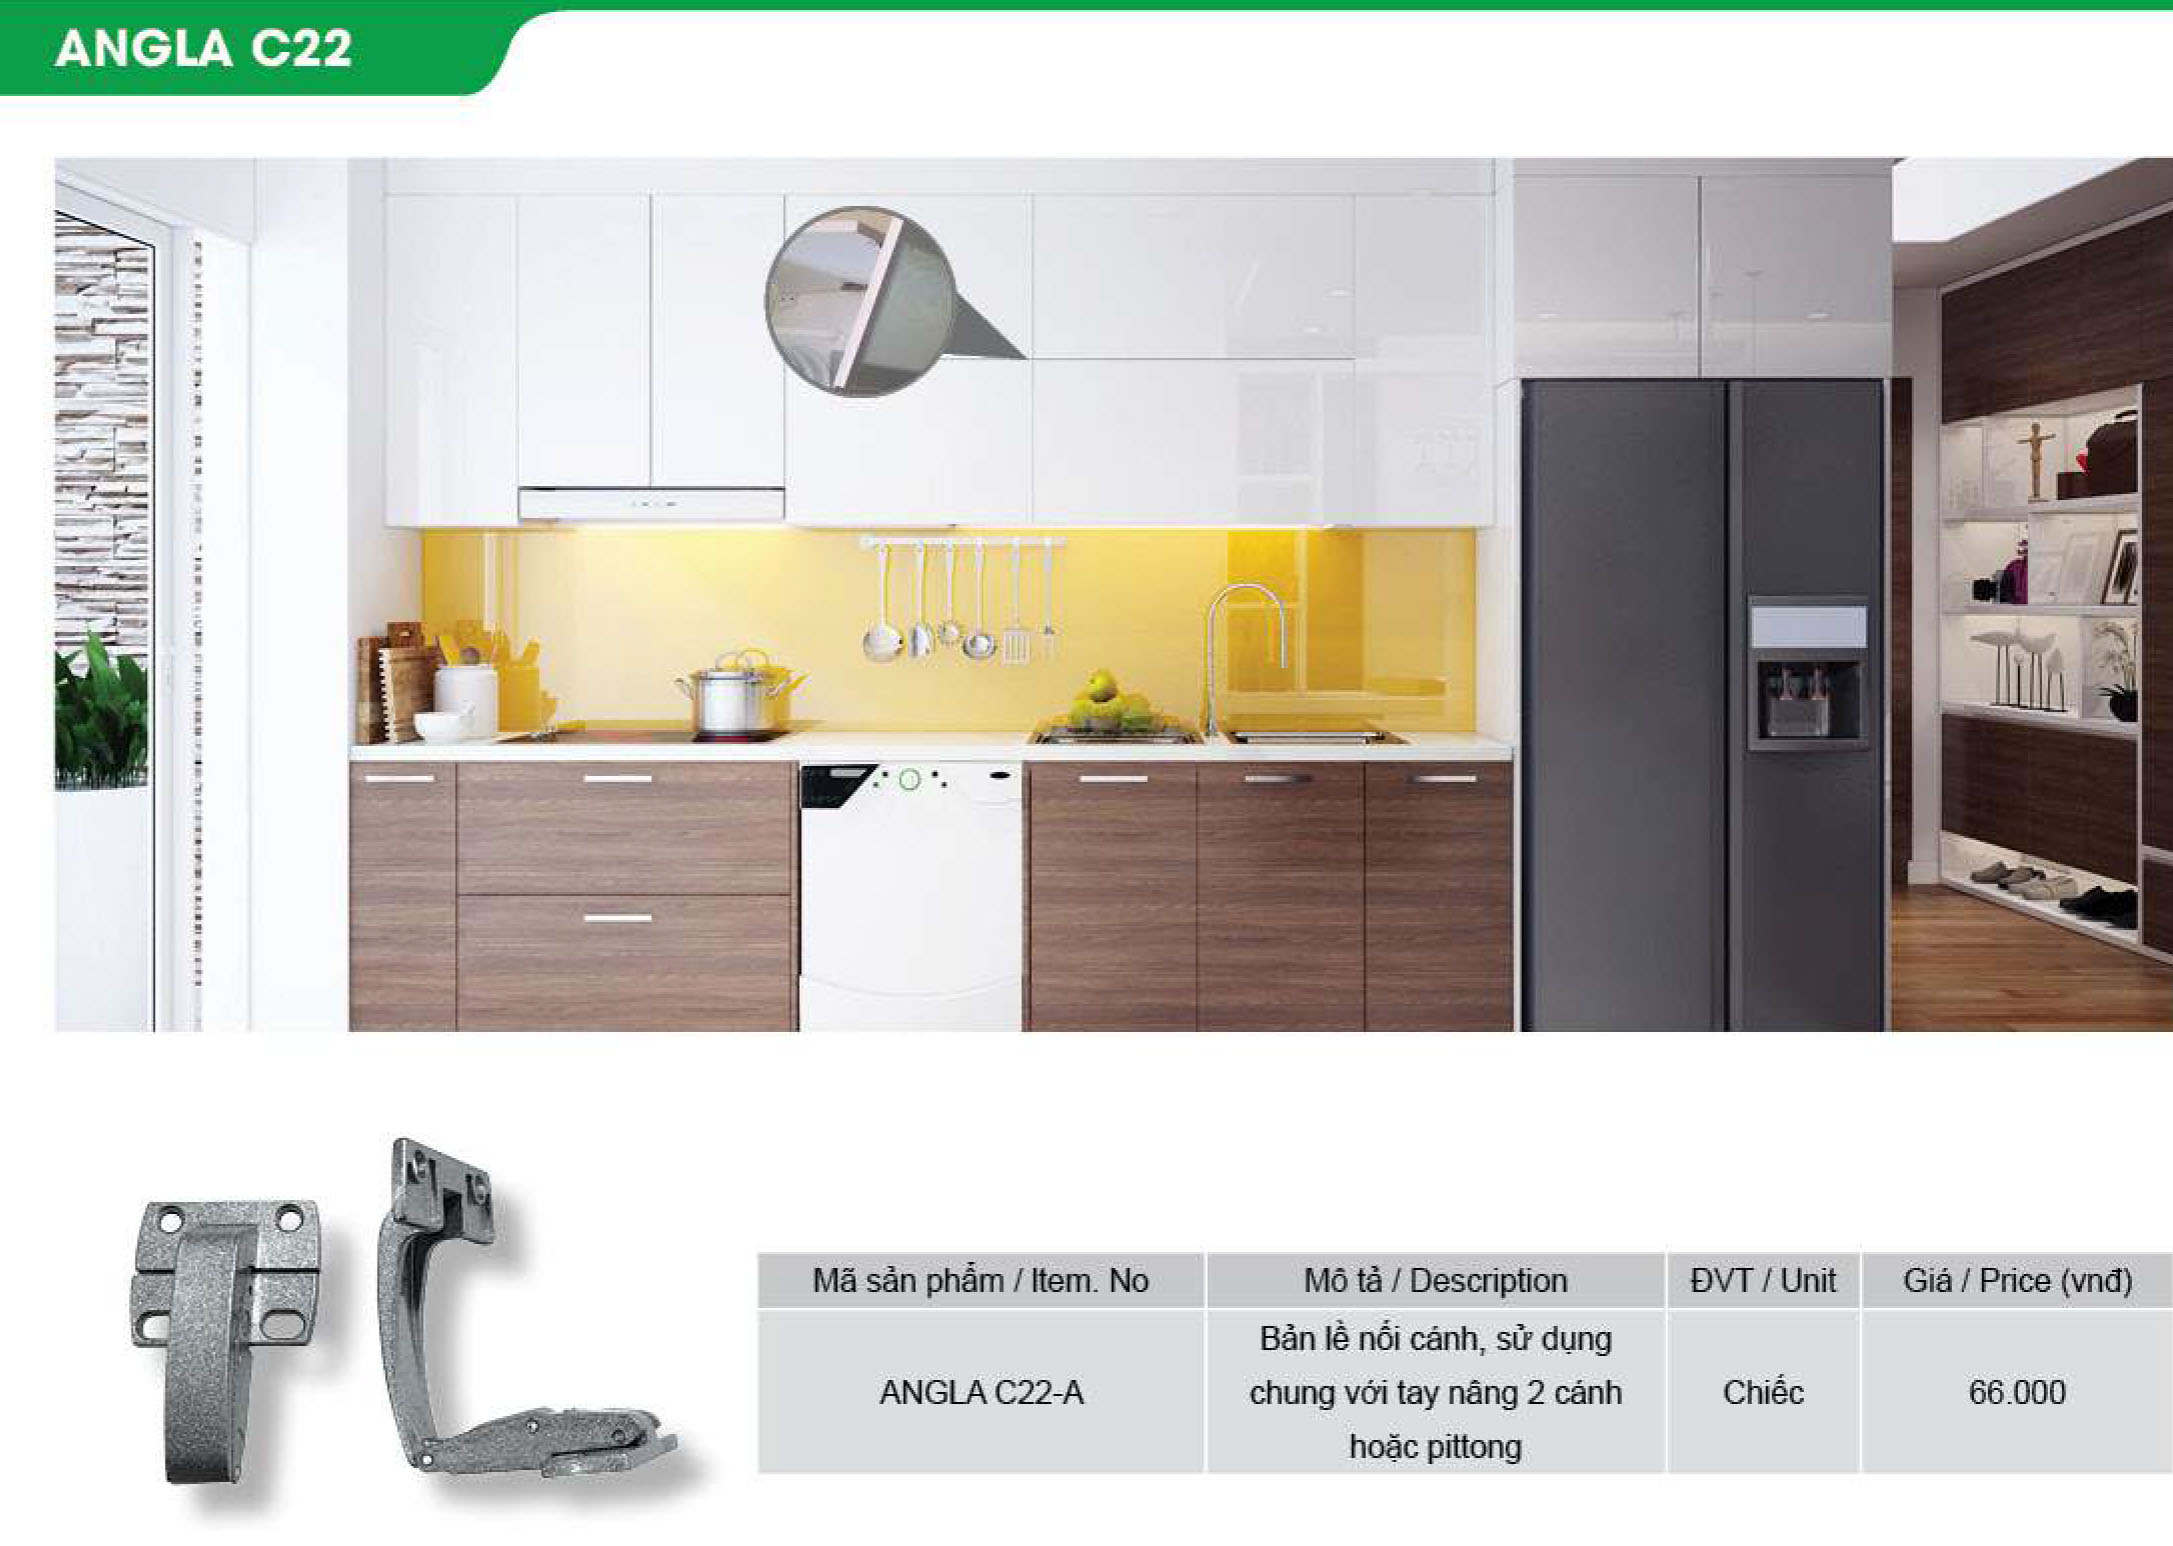 ANGLA C22
Mã sản phẩm / Item. No
Mô tả / Description
ĐVT / Unit
Giá / Price (vnđ)
ANGLA C22-A
Bản lề nối cánh, sử dụng
chung với tay nâng 2 cánh
hoặc pittong
Chiếc
66.000